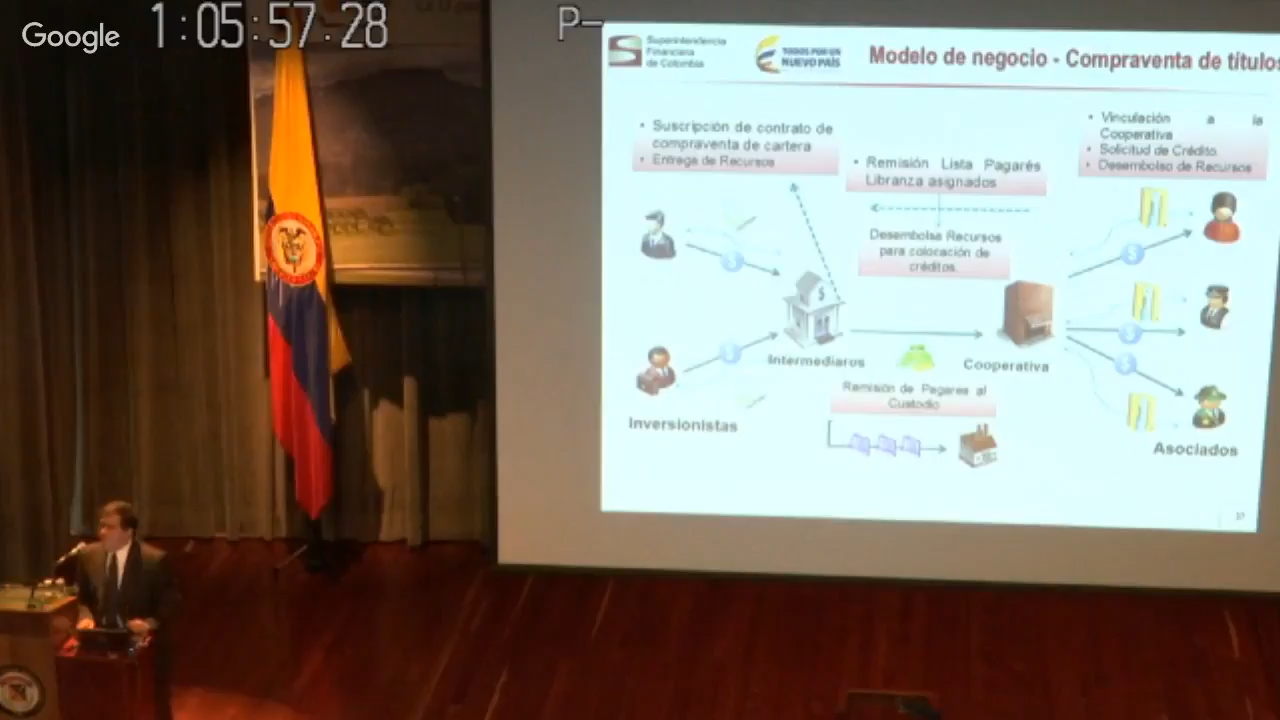 Google
1:05:57:28
P-
Superintendencia
Financiera
de Colombia
TODOS POR UN
NUEVO PAÍS
Modelo de negocio - Compraventa de títulos
• Suscripción de contrato de
compraventa de cartera
• Entrega de Recursos
• Remisión Lista Pagarés
Libranza asignados
• Vinculación a la
Cooperativa
• Solicitud de Crédito.
• Desembolso de Recursos
Desembolsa Recursos
para colocación de
créditos.
Intermediaros
Cooperativa
Remisión de Pagares al
Custodio
Inversionistas
Asociados